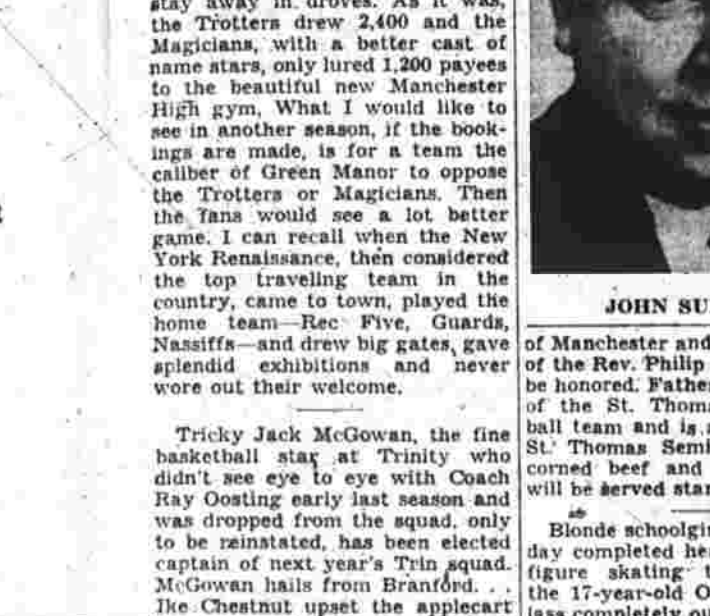 stay away in droves. As it was,
the Trotters drew 2,400 and the
Magicians, with a better cast of
name stars, only lured 1,200 payees
to the beautiful new Manchester
High gym. What I would like to
see in another season, if the book-
ings are made, is for a team the
caliber of Green Manor to oppose
the Trotters or Magicians. Then
the fans would see a lot better
game. I can recall when the New
York Renaissance, then considered
the top traveling team in the
country, came to town, played the
home team—Rec Five, Guards,
Nassiffs—and drew big gates, gave
splendid exhibitions and never
wore out their welcome.
Tricky Jack McGowan, the fine
basketball star at Trinity who
didn't see eye to eye with Coach
Ray Oosting early last season and
was dropped from the squad, only
to be reinstated, has been elected
captain of next year's Trin squad.
McGowan hails from Branford. . .
Ike Chestnut upset the applecart
JOHN SU
of Manchester and
of the Rev. Philip
be honored. Father
of the St. Thom
ball team and is
St. Thomas Semi
corned beef and
will be served star
Blonde schoolgi
day completed he
figure skating t
the 17-year-old O
lass completely ou